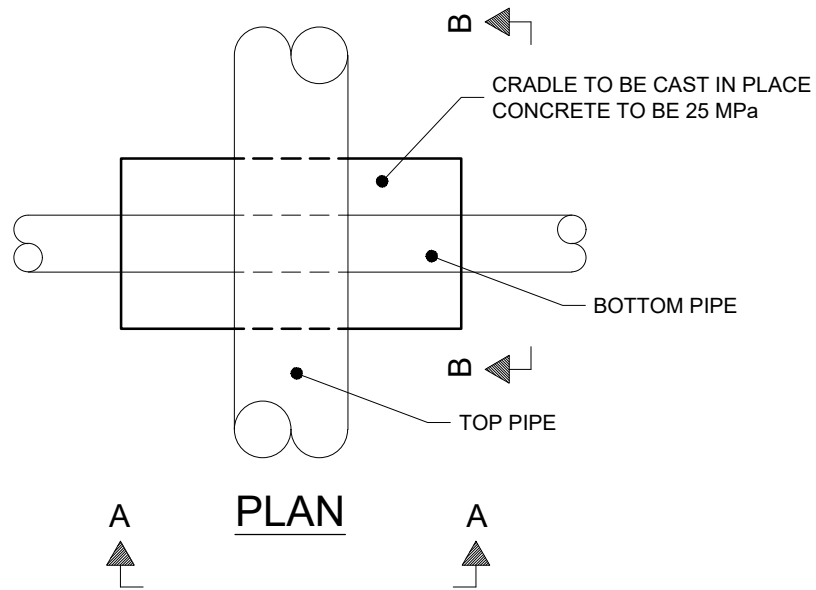 B
CRADLE TO BE CAST IN PLACE
CONCRETE TO BE 25 MPa
BOTTOM PIPE
B
TOP PIPE
PLAN
A
A